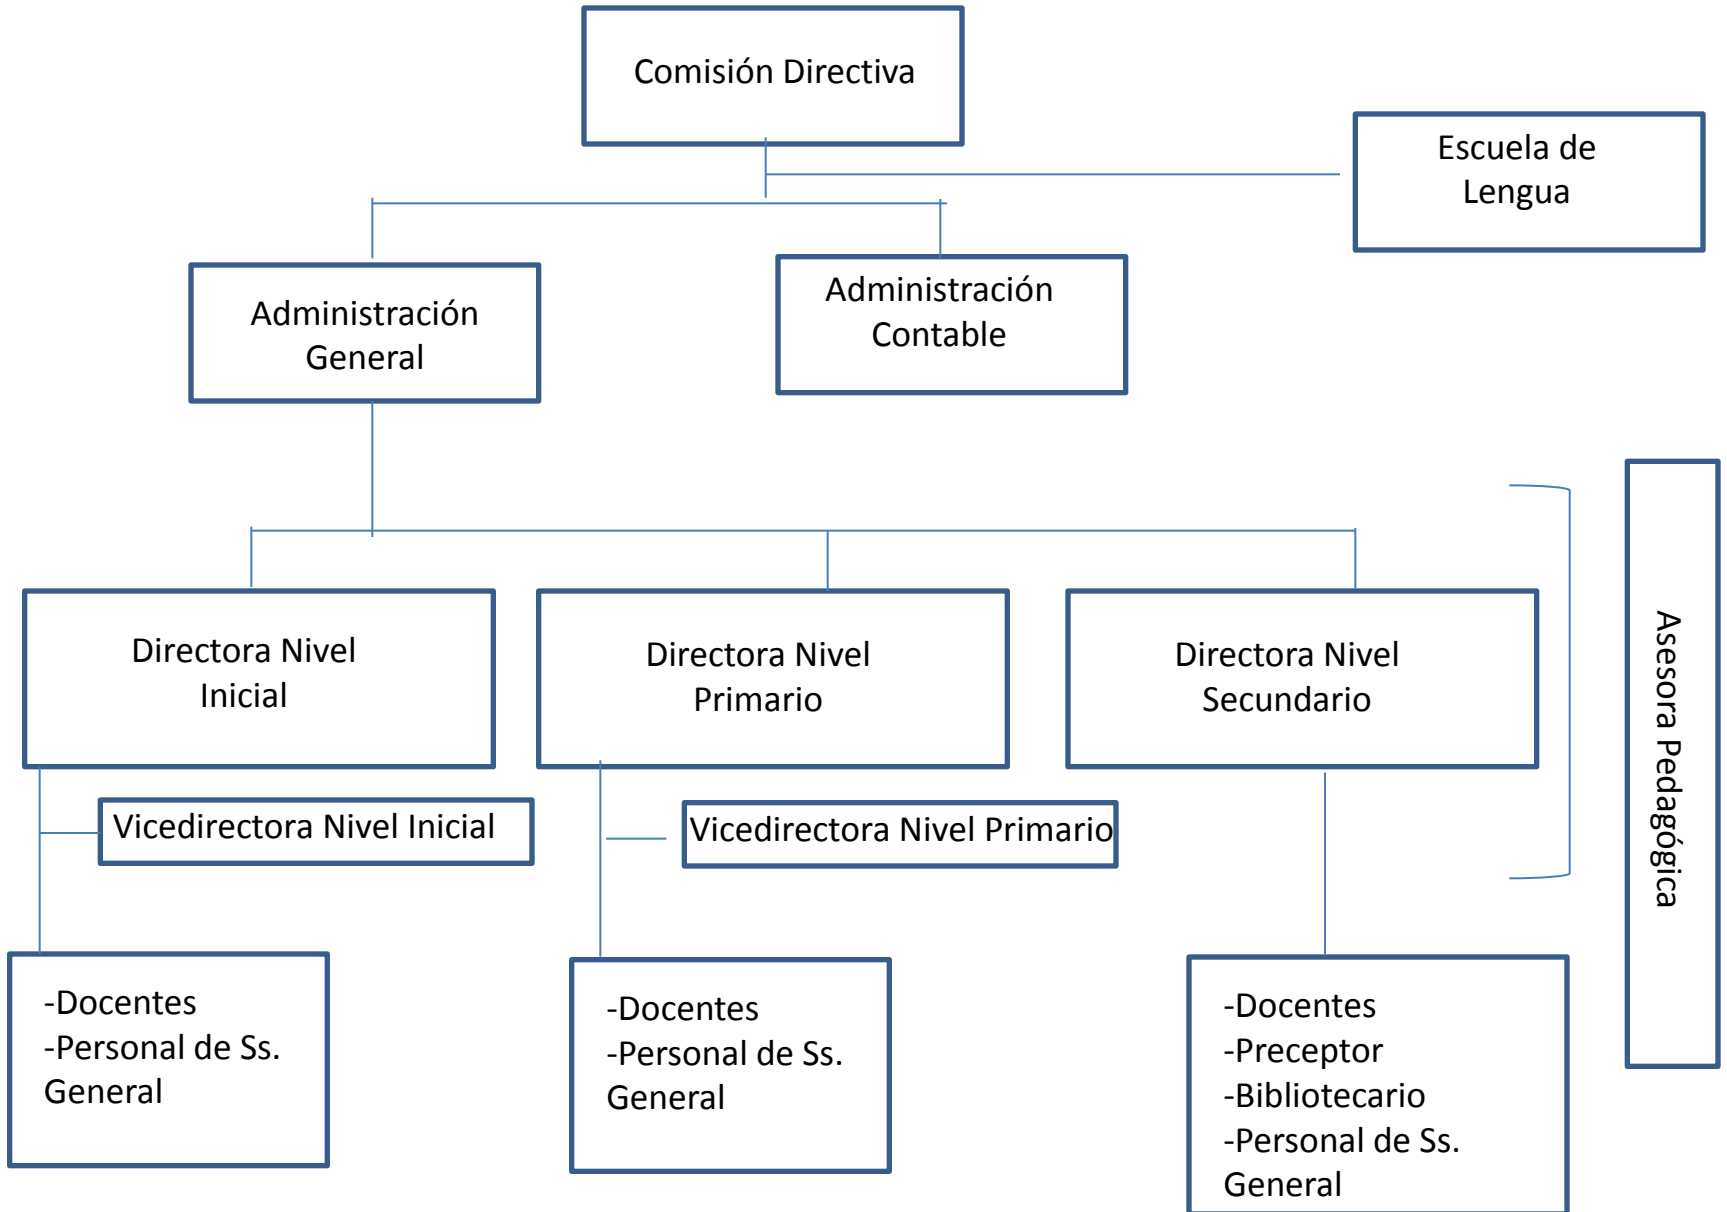 Comisión Directiva
Escuela de
Lengua
Administración
General
Administración
Contable
Directora Nivel
Inicial
Directora Nivel
Primario
Directora Nivel
Secundario
Asesora Pedagógica
Vicedirectora Nivel Inicial
Vicedirectora Nivel Primario
-Docentes
-Personal de Ss.
General
-Docentes
-Personal de Ss.
General
-Docentes
-Preceptor
-Bibliotecario
-Personal de Ss.
General